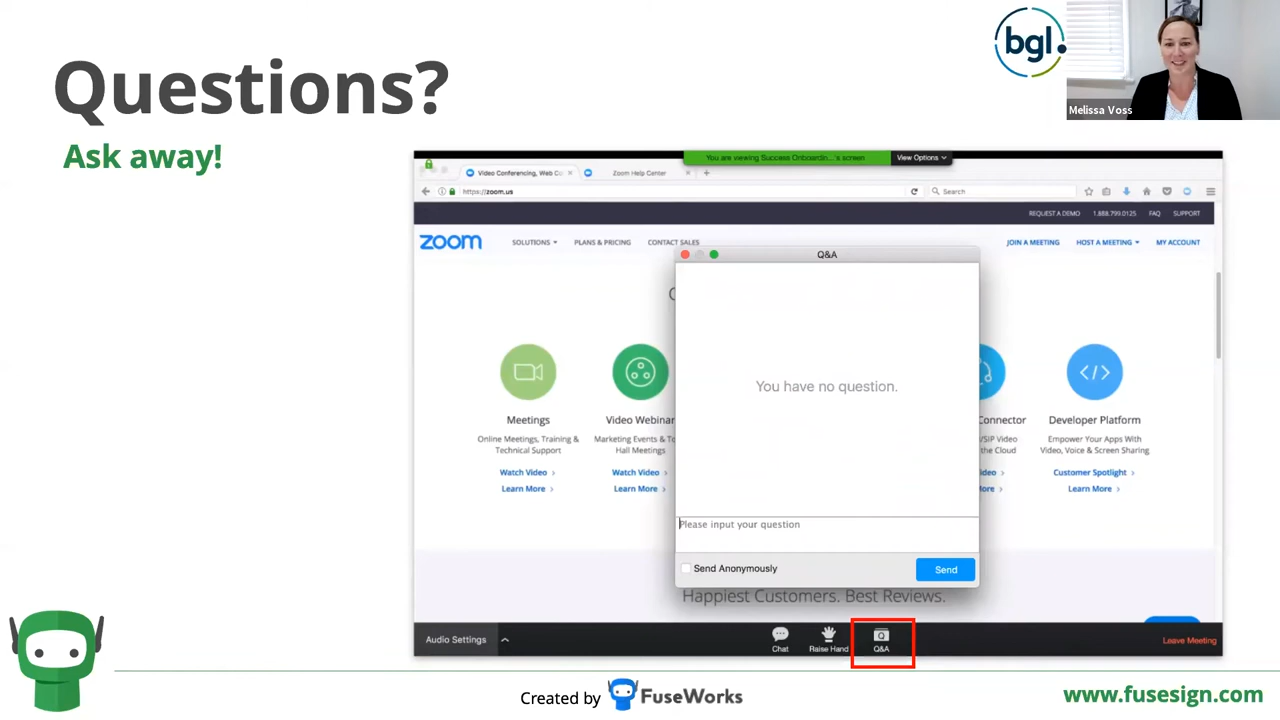 Questions?
Ask away!
bgl.
Melissa Voss
You are viewing Success Onboardin...'s screen
View Options
Video Conferencing, Web Co
Zoom Help Center
https://zoom.us
Search
REQUEST A DEMO 1.888.799.0125 FAQ SUPPORT
zoom SOLUTIONS PLANS & PRICING CONTACT SALES JOIN A MEETING HOST A MEETING MY ACCOUNT
Q&A
You have no question.
Meetings
Online Meetings, Training &
Technical Support
Watch Video
Learn More
Video Webinar
Marketing Events & To
Hall Meetings
Watch Video
Learn More
Connector
/SIP Video
the Cloud
ideo
ore
Developer Platform
Empower Your Apps With
Video, Voice & Screen Sharing
Customer Spotlight
Learn More
Please input your question
Send Anonymously
Send
Happiest Customers. Best Reviews.
Audio Settings
Chat
Raise Hand
Q&A
Leave Meeting
Created by FuseWorks
www.fusesign.com